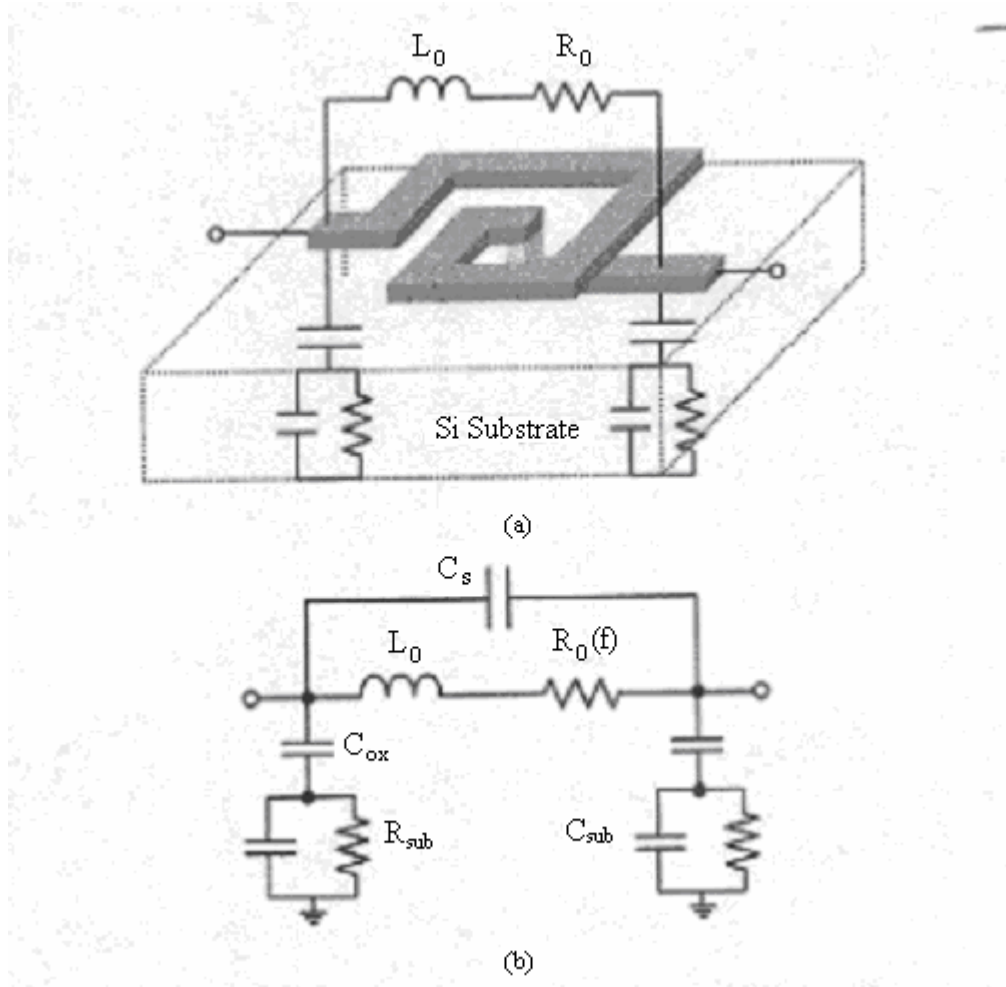 L0 R0
Si Substrate
(a)
Cs
L0 R0(f)
Cox
Rsub Csub
(b)